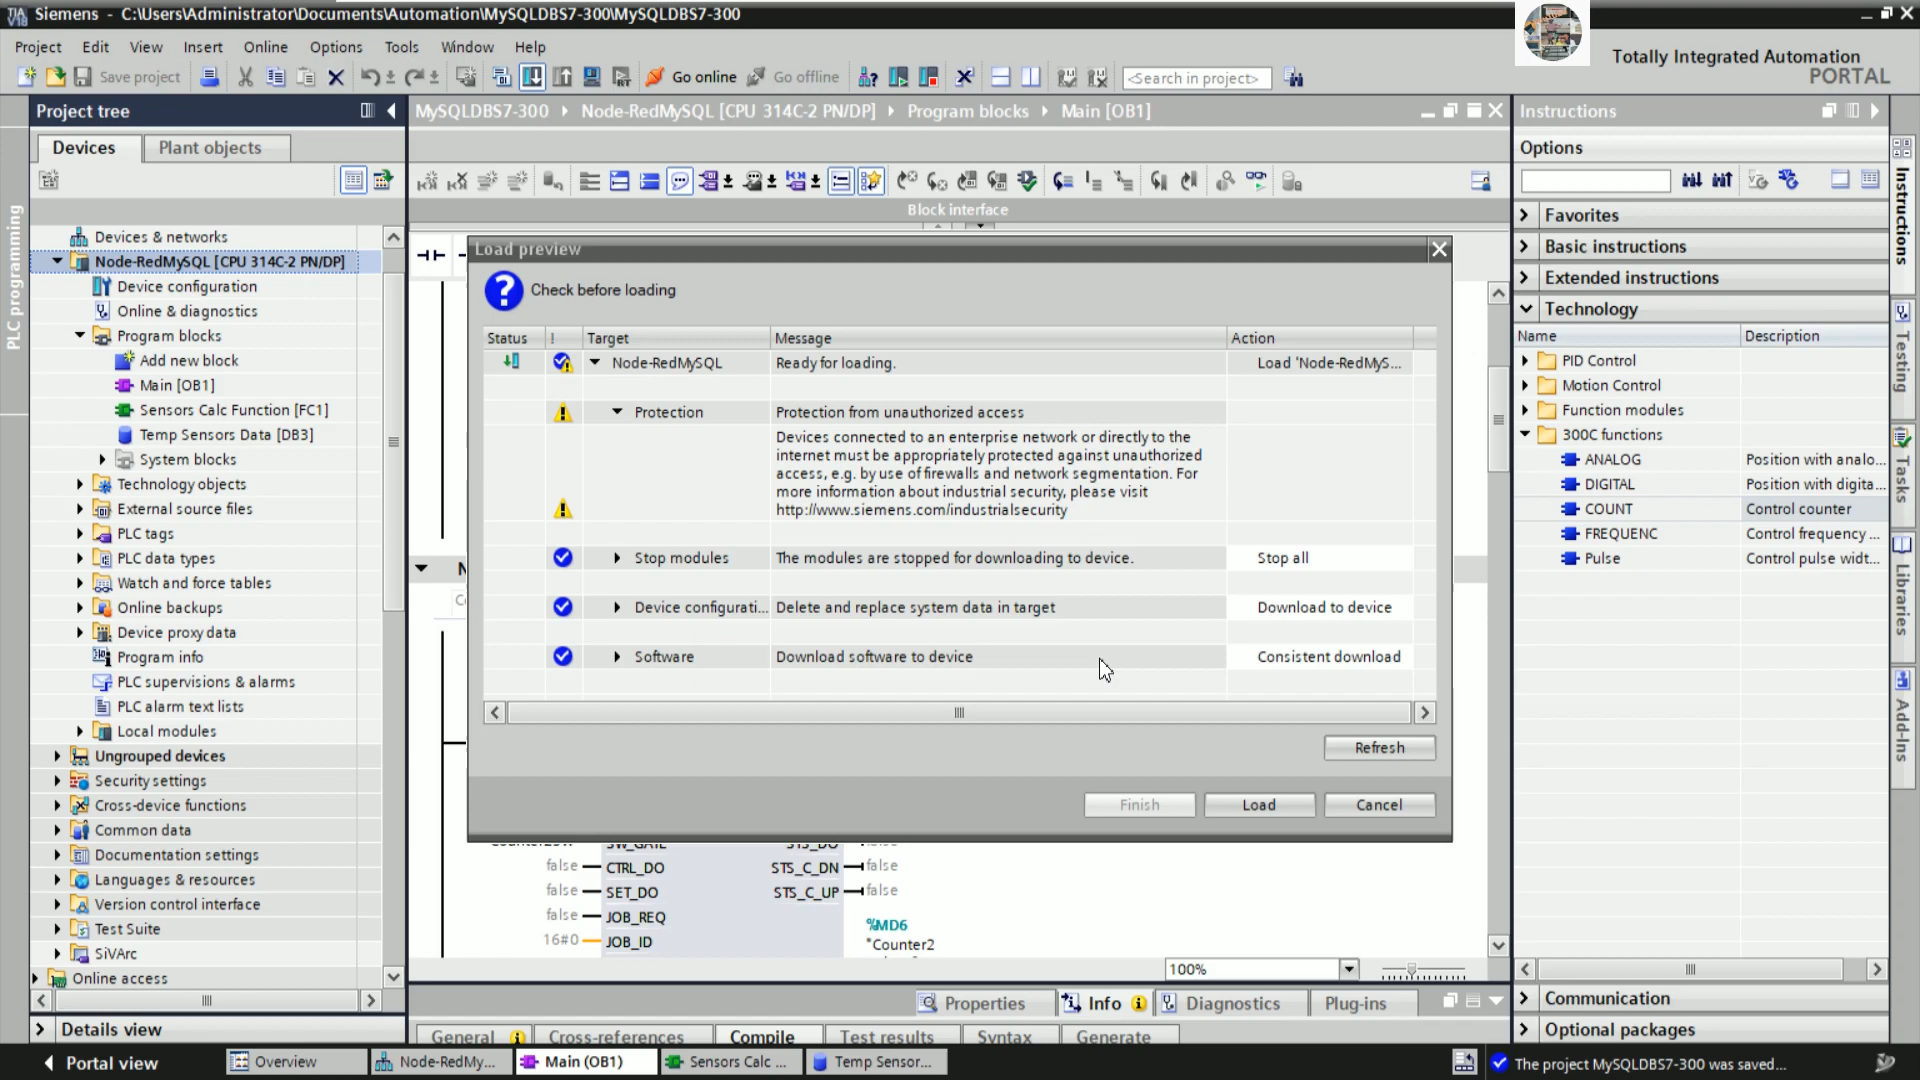 Siemens - C:\Users\Administrator\Documents\Automation\MySQLDBS7-300\MySQLDBS7-300
Project Edit View Insert Online Options Tools Window Help
Totally Integrated Automation
PORTAL
Save project
Go online
Go offline
<Search in project>
Project tree
MySQLDBS7-300 Node-RedMySQL [CPU 314C-2 PN/DP] Program blocks Main [OB1]
Instructions
Devices
Plant objects
Options
Block interface
Devices & networks
Node-RedMySQL [CPU 314C-2 PN/DP]
Device configuration
Online & diagnostics
Program blocks
Add new block
Main [OB1]
Sensors Calc Function [FC1]
Temp Sensors Data [DB3]
System blocks
Technology objects
External source files
PLC tags
PLC data types
Watch and force tables
Online backups
Device proxy data
Program info
PLC supervisions & alarms
PLC alarm text lists
Local modules
Ungrouped devices
Security settings
Cross-device functions
Common data
Documentation settings
Languages & resources
Version control interface
Test Suite
SiVArc
Online access
Details view
PLC programming
Load preview
Check before loading
Status ! Target Message Action
Node-RedMySQL Ready for loading. Load 'Node-RedMyS...
Protection Protection from unauthorized access
Devices connected to an enterprise network or directly to the
internet must be appropriately protected against unauthorized
access, e.g. by use of firewalls and network segmentation. For
more information about industrial security, please visit
http://www.siemens.com/industrialsecurity
Stop modules The modules are stopped for downloading to device. Stop all
Device configurati... Delete and replace system data in target Download to device
Software Download software to device Consistent download
Refresh
Finish Load Cancel
false CTRL_DO STS_C_DN false
false SET_DO STS_C_UP false
false JOB_REQ
%MD6
16#0 JOB_ID
"Counter2
100%
Properties Info Diagnostics Plug-ins
General Cross-references Compile Test results Syntax Generate
Favorites
Basic instructions
Extended instructions
Technology
Name Description
PID Control
Motion Control
Function modules
300C functions
ANALOG Position with analo...
DIGITAL Position with digita...
COUNT Control counter
FREQUENC Control frequency ...
Pulse Control pulse widt...
Communication
Optional packages
Instructions
Testing
Tasks
Libraries
Add-Ins
Portal view
Overview
Node-RedMy...
Main (OB1)
Sensors Calc ...
Temp Sensor...
The project MySQLDBS7-300 was saved...